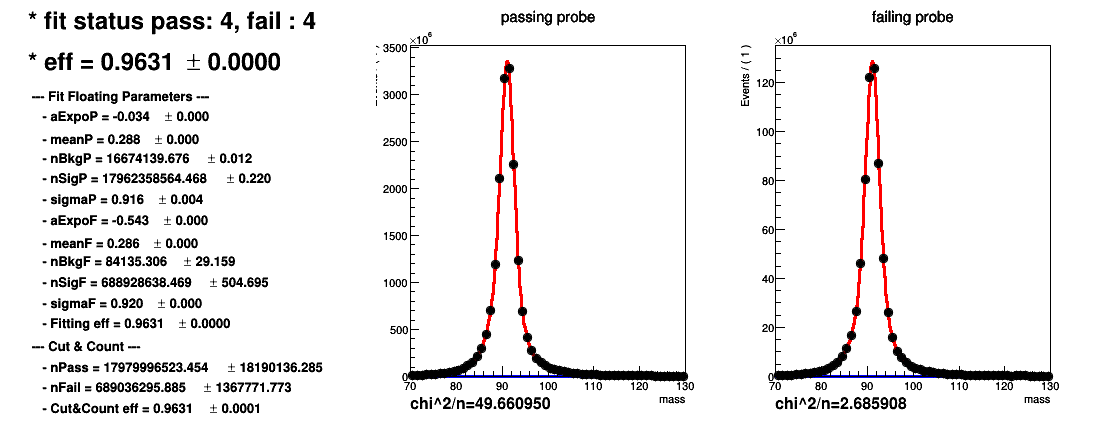 * fit status pass: 4, fail : 4
* eff = 0.9631 ± 0.0000
--- Fit Floating Parameters ---
- aExpoP = -0.034 ± 0.000
- meanP = 0.288 ± 0.000
- nBkgP = 16674139.676 ± 0.012
- nSigP = 17962358564.468 ± 0.220
- sigmaP = 0.916 ± 0.004
- aExpoF = -0.543 ± 0.000
- meanF = 0.286 ± 0.000
- nBkgF = 84135.306 ± 29.159
- nSigF = 688928638.469 ± 504.695
- sigmaF = 0.920 ± 0.000
- Fitting eff = 0.9631 ± 0.0000
--- Cut & Count ---
- nPass = 17979996523.454 ± 18190136.285
- nFail = 689036295.885 ± 1367771.773
- Cut&Count eff = 0.9631 ± 0.0001
passing probe
×10^6
3500
3000
2500
2000
1500
1000
500
0
70 80 90 100 110 120 130
mass
chi^2/n=49.660950
failing probe
×10^6
Events / ( 1 )
120
100
80
60
40
20
0
70 80 90 100 110 120 130
mass
chi^2/n=2.685908